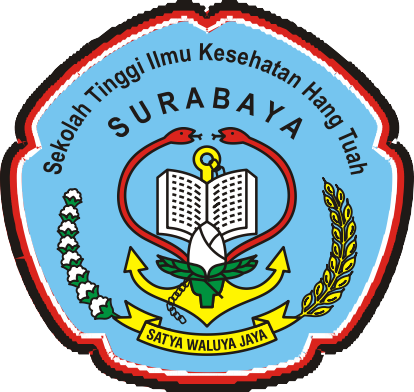 Sekolah Tinggi Ilmu Kesehatan Hang Tuah
SURABAYA
SATYA WALUYA JAYA